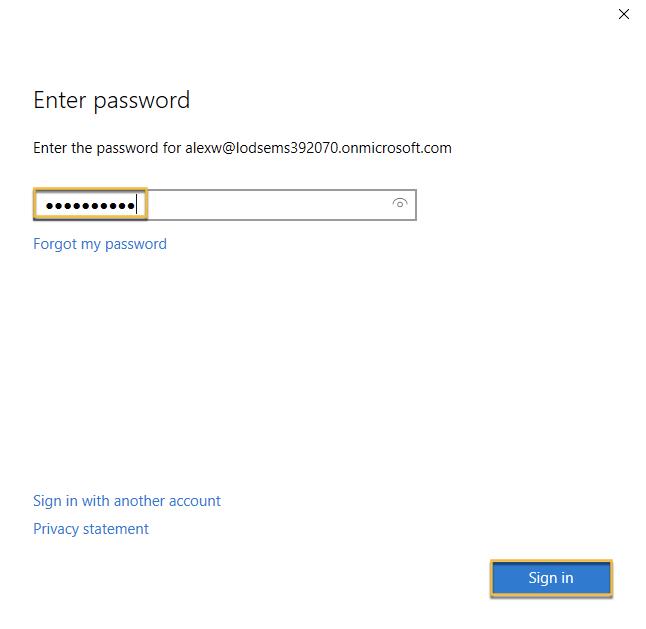 Enter password
Enter the password for alexw@lodsems392070.onmicrosoft.com
●●●●●●●●●●
Forgot my password
Sign in with another account
Privacy statement
Sign in